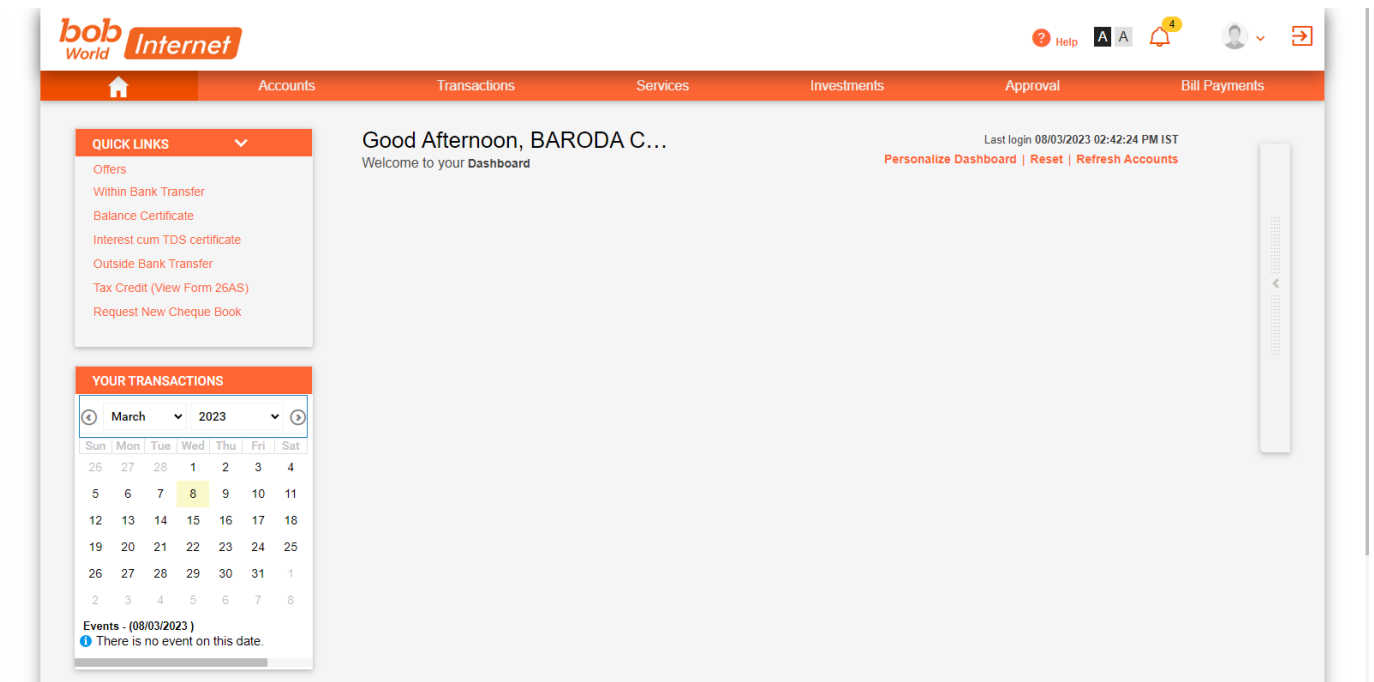 bob
World Internet
? Help A A 4
Accounts Transactions Services Investments Approval Bill Payments
QUICK LINKS
Offers
Within Bank Transfer
Balance Certificate
Interest cum TDS certificate
Outside Bank Transfer
Tax Credit (View Form 26AS)
Request New Cheque Book
Good Afternoon, BARODA C...
Welcome to your Dashboard
Last login 08/03/2023 02:42:24 PM IST
Personalize Dashboard | Reset | Refresh Accounts
YOUR TRANSACTIONS
March 2023
Sun Mon Tue Wed Thu Fri Sat
26 27 28 1 2 3 4
5 6 7 8 9 10 11
12 13 14 15 16 17 18
19 20 21 22 23 24 25
26 27 28 29 30 31 1
2 3 4 5 6 7 8
Events - (08/03/2023 )
There is no event on this date.